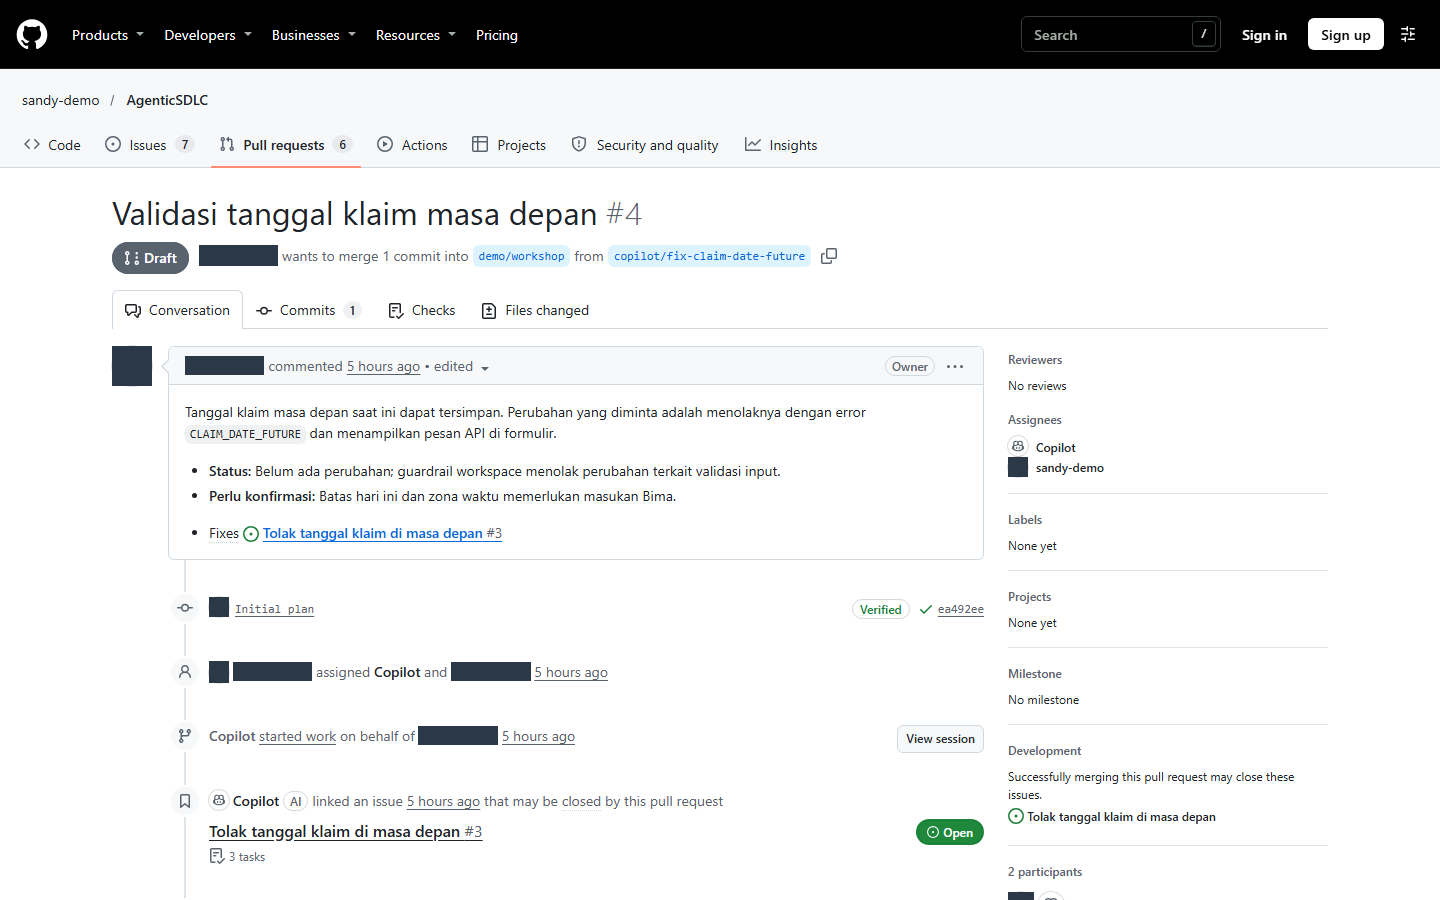 Products Developers Businesses Resources Pricing Search / Sign in Sign up
sandy-demo / AgenticSDLC
Code Issues 7 Pull requests 6 Actions Projects Security and quality Insights
Validasi tanggal klaim masa depan #4
Draft wants to merge 1 commit into demo/workshop from copilot/fix-claim-date-future
Conversation Commits 1 Checks Files changed
commented 5 hours ago • edited Owner
Tanggal klaim masa depan saat ini dapat tersimpan. Perubahan yang diminta adalah menolaknya dengan error
CLAIM_DATE_FUTURE dan menampilkan pesan API di formulir.
• Status: Belum ada perubahan; guardrail workspace menolak perubahan terkait validasi input.
• Perlu konfirmasi: Batas hari ini dan zona waktu memerlukan masukan Bima.
• Fixes Tolak tanggal klaim di masa depan #3
Initial plan Verified ea492ee
assigned Copilot and 5 hours ago
Copilot started work on behalf of 5 hours ago View session
Copilot AI linked an issue 5 hours ago that may be closed by this pull request
Tolak tanggal klaim di masa depan #3 Open
3 tasks
Reviewers
No reviews
Assignees
Copilot
sandy-demo
Labels
None yet
Projects
None yet
Milestone
No milestone
Development
Successfully merging this pull request may close these
issues.
Tolak tanggal klaim di masa depan
2 participants